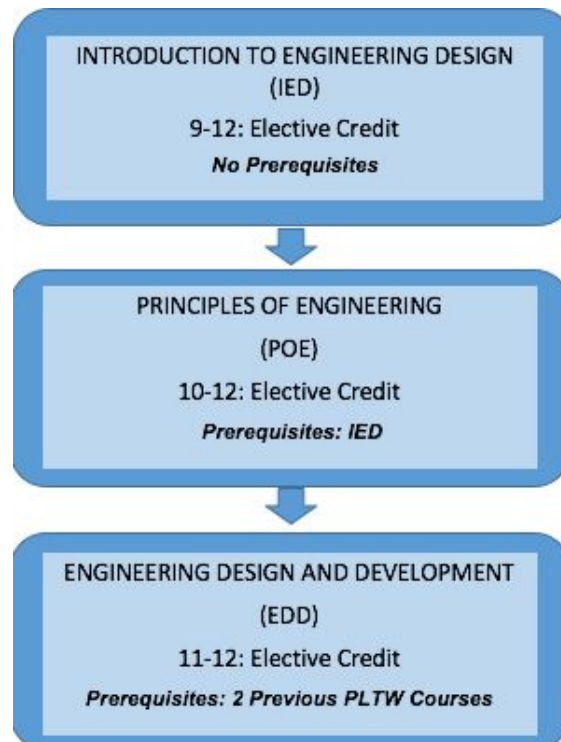 INTRODUCTION TO ENGINEERING DESIGN
(IED)
9-12: Elective Credit
No Prerequisites
PRINCIPLES OF ENGINEERING
(POE)
10-12: Elective Credit
Prerequisites: IED
ENGINEERING DESIGN AND DEVELOPMENT
(EDD)
11-12: Elective Credit
Prerequisites: 2 Previous PLTW Courses